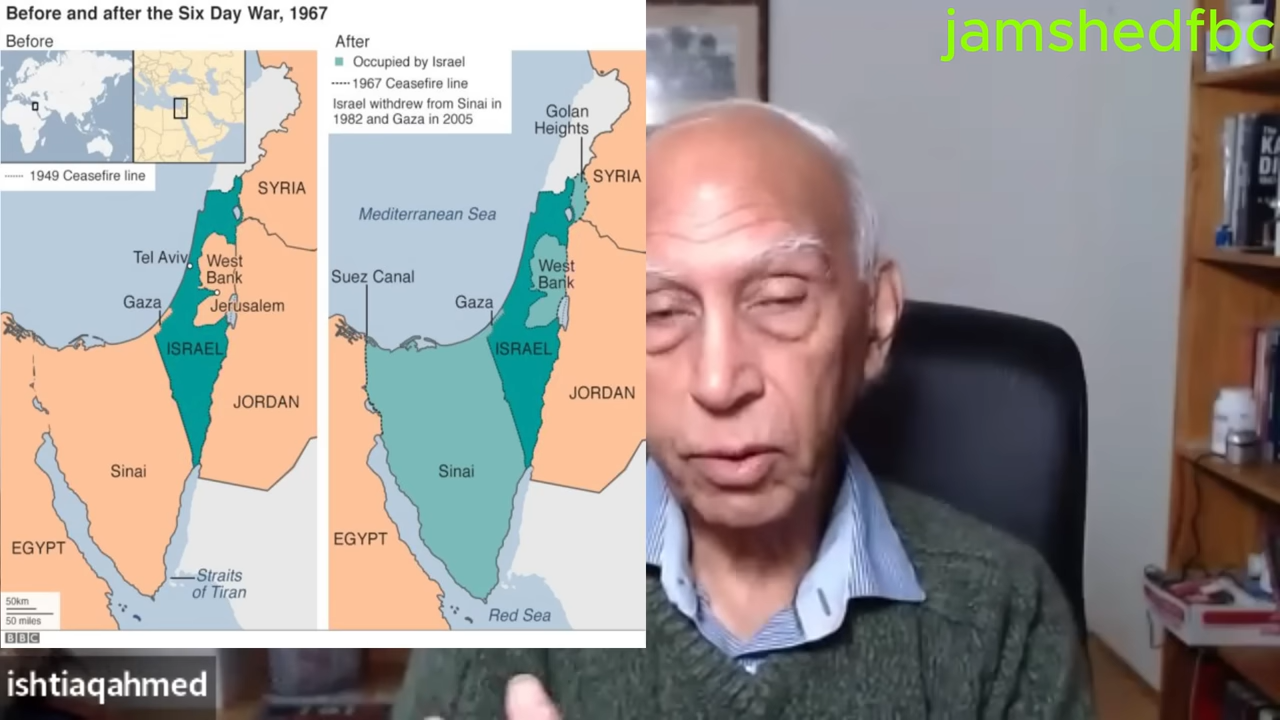 Before and after the Six Day War, 1967
Before
1949 Ceasefire line
SYRIA
Tel Aviv
West
Bank
Gaza
Jerusalem
ISRAEL
JORDAN
Sinai
EGYPT
Straits
of Tiran
50km
50 miles
BBC
After
Occupied by Israel
1967 Ceasefire line
Israel withdrew from Sinai in
1982 and Gaza in 2005
Golan
Heights
SYRIA
Mediterranean Sea
Suez Canal
West
Bank
Gaza
ISRAEL
JORDAN
Sinai
EGYPT
Red Sea
jamshedfbc
ishtiaqahmed